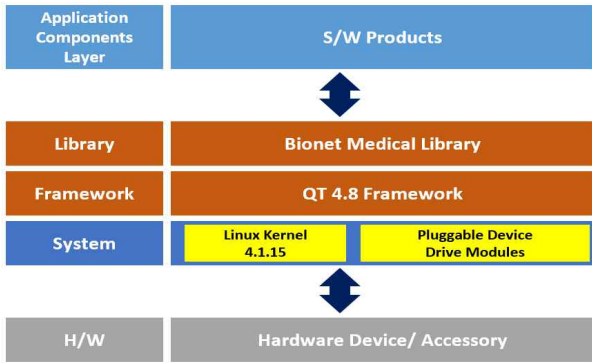 Application
Components
Layer
S/W Products
Library
Bionet Medical Library
Framework
QT 4.8 Framework
System
Linux Kernel
4.1.15
Pluggable Device
Drive Modules
H/W
Hardware Device/ Accessory